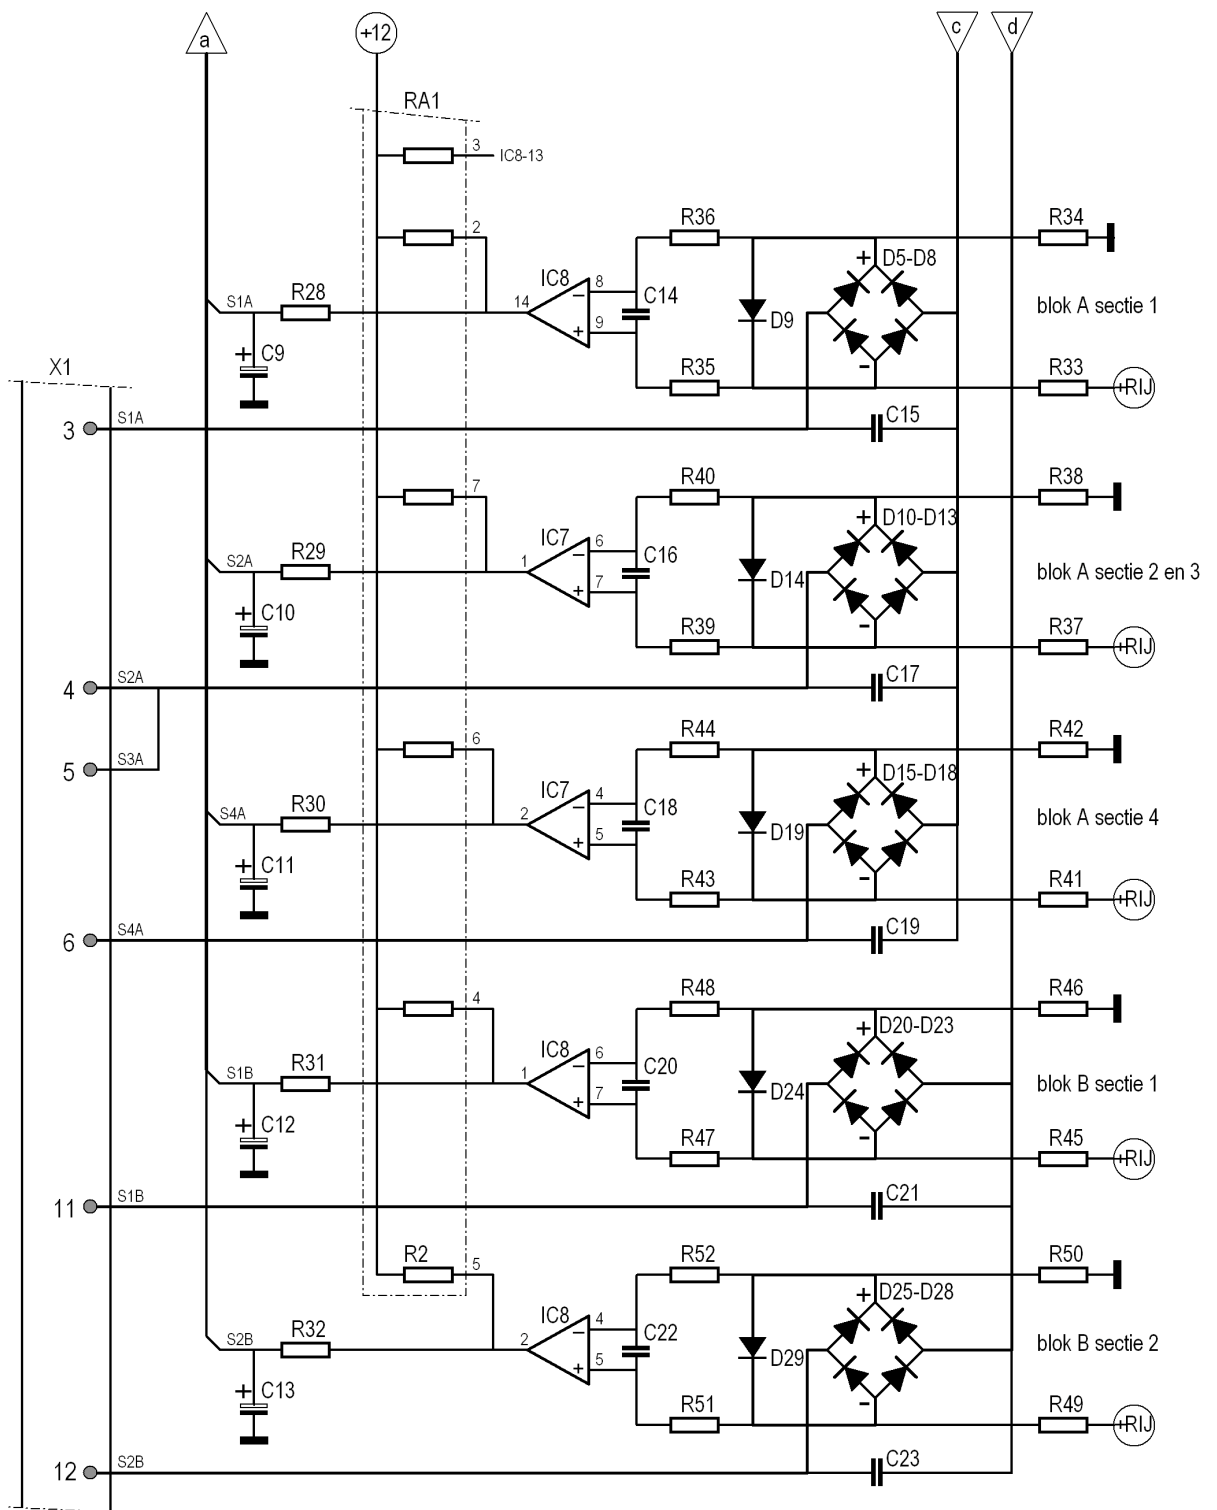 a
+12
c
d
RA1
3
IC8-13
2
R36
R34
IC8
8
C14
+
D5-D8
S1A
R28
14
−
+
9
D9
blok A sectie 1
+
C9
-
X1
R35
R33
+RIJ
3
S1A
C15
7
R40
R38
IC7
6
C16
+
D10-D13
S2A
R29
1
−
+
7
D14
blok A sectie 2 en 3
+
C10
-
R39
R37
+RIJ
4
S2A
C17
5
S3A
6
R44
R42
IC7
4
C18
+
D15-D18
S4A
R30
2
−
+
5
D19
blok A sectie 4
+
C11
-
R43
R41
+RIJ
6
S4A
C19
4
R48
R46
IC8
6
C20
+
D20-D23
S1B
R31
1
−
+
7
D24
blok B sectie 1
+
C12
-
R47
R45
+RIJ
11
S1B
C21
R2
5
R52
R50
IC8
4
C22
+
D25-D28
S2B
R32
2
−
+
5
D29
blok B sectie 2
+
C13
-
R51
R49
+RIJ
12
S2B
C23